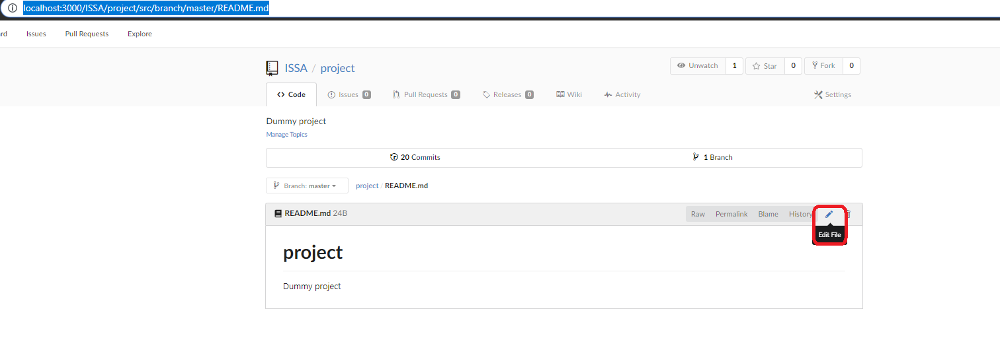 localhost:3000/ISSA/project/src/branch/master/README.md
rd Issues Pull Requests Explore
ISSA / project Unwatch 1 Star 0 Fork 0
Code Issues 0 Pull Requests 0 Releases 0 Wiki Activity Settings
Dummy project
Manage Topics
20 Commits 1 Branch
Branch: master project / README.md
README.md 24B Raw Permalink Blame History
Edit File
project
Dummy project